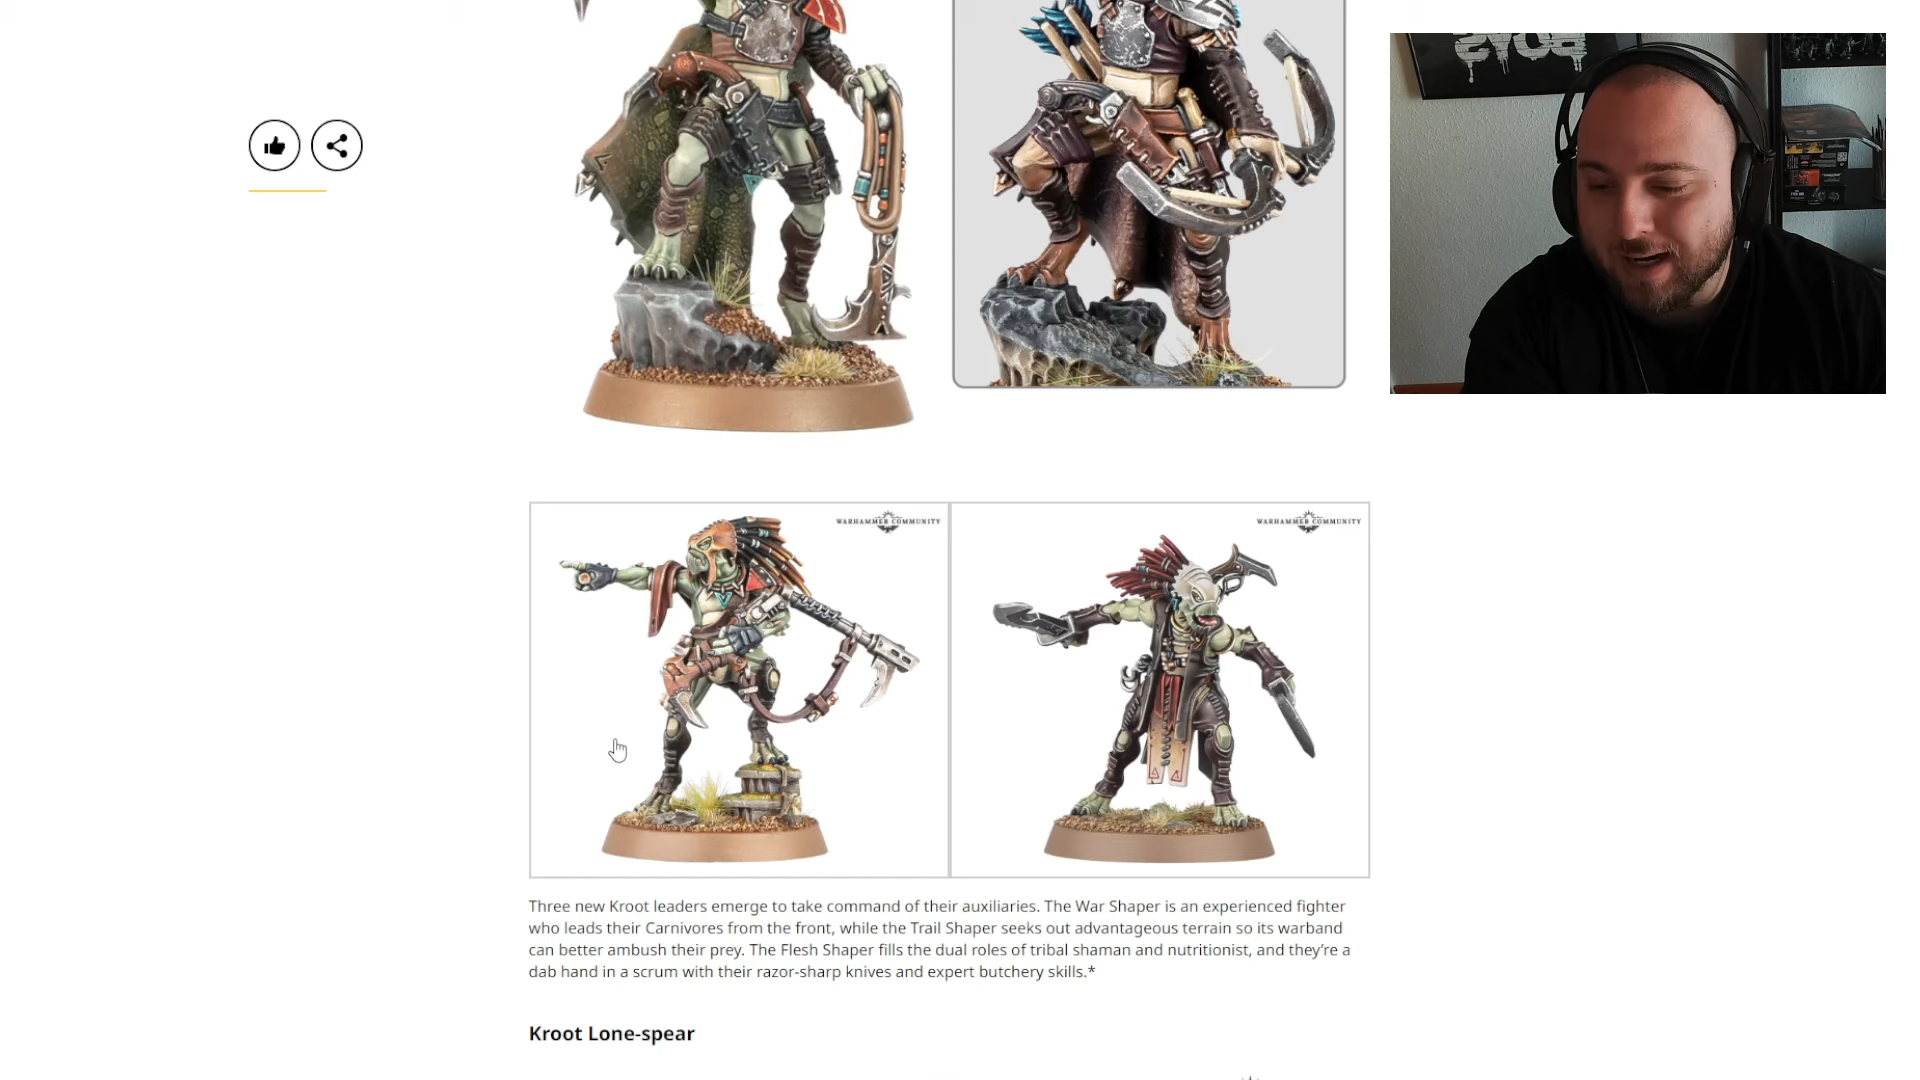 WARHAMMER COMMUNITY
WARHAMMER COMMUNITY
Three new Kroot leaders emerge to take command of their auxiliaries. The War Shaper is an experienced fighter
who leads their Carnivores from the front, while the Trail Shaper seeks out advantageous terrain so its warband
can better ambush their prey. The Flesh Shaper fills the dual roles of tribal shaman and nutritionist, and they’re a
dab hand in a scrum with their razor-sharp knives and expert butchery skills.*
Kroot Lone-spear